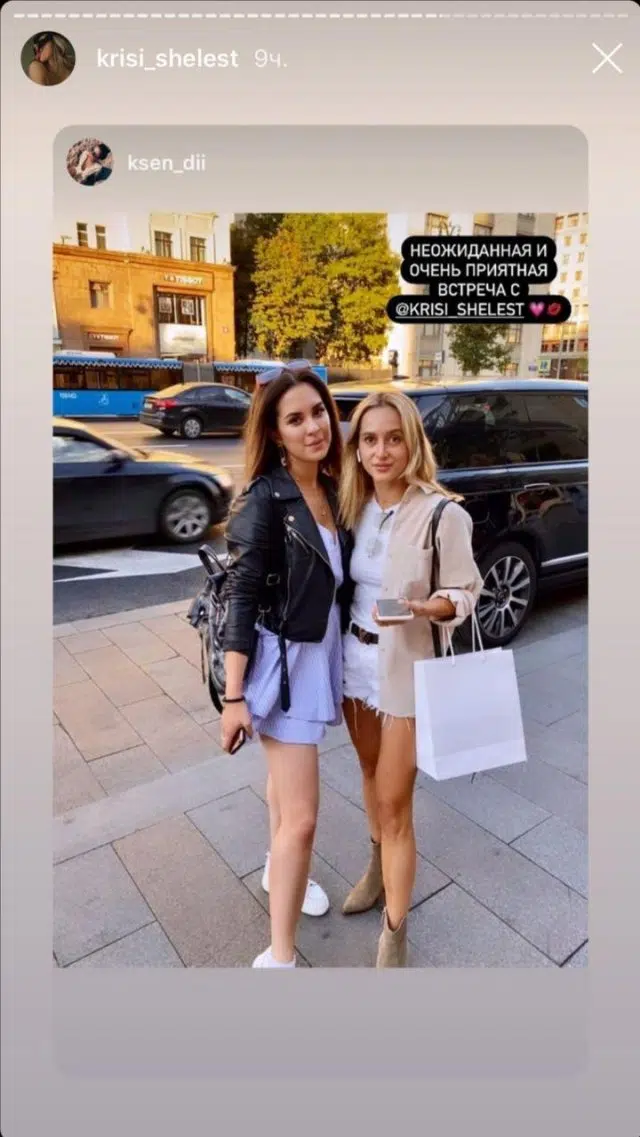 krisi_shelest 9ч.
ksen_dii
НЕОЖИДАННАЯ И
ОЧЕНЬ ПРИЯТНАЯ
ВСТРЕЧА С
@KRISI_SHELEST 💗💋
TISSOT